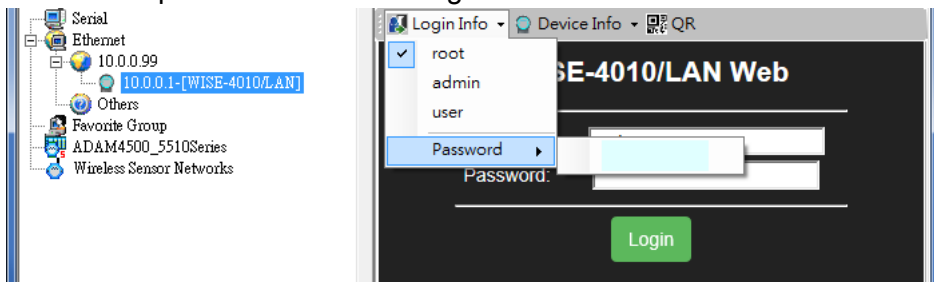 Serial
Ethernet
10.0.0.99
10.0.0.1-[WISE-4010/LAN]
Others
Favorite Group
ADAM4500_5510Series
Wireless Sensor Networks
Login Info Device Info QR
root
admin
user
Password
SE-4010/LAN Web
Password:
Login